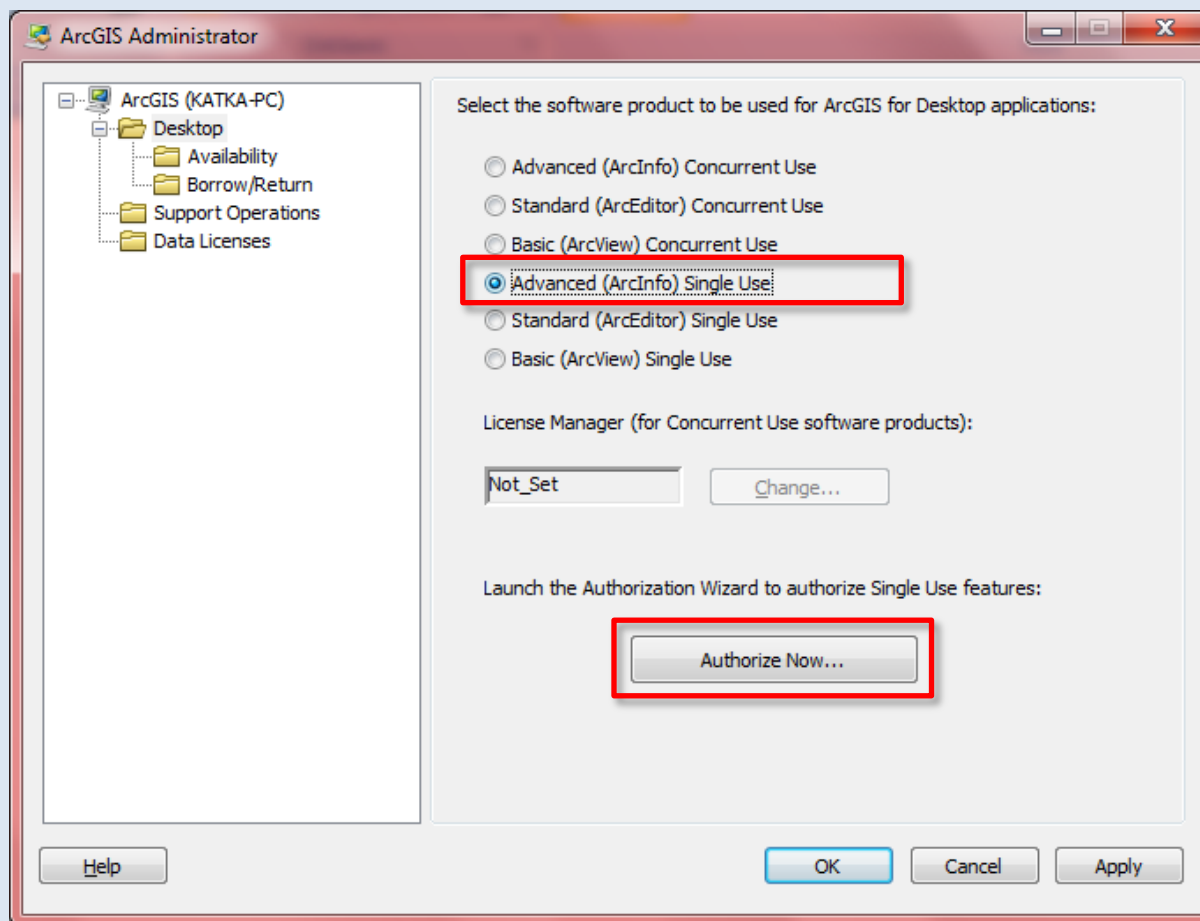 ArcGIS Administrator
ArcGIS (KATKA-PC)
Desktop
Availability
Borrow/Return
Support Operations
Data Licenses
Select the software product to be used for ArcGIS for Desktop applications:
Advanced (ArcInfo) Concurrent Use
Standard (ArcEditor) Concurrent Use
Basic (ArcView) Concurrent Use
Advanced (ArcInfo) Single Use
Standard (ArcEditor) Single Use
Basic (ArcView) Single Use
License Manager (for Concurrent Use software products):
Not_Set
Change...
Launch the Authorization Wizard to authorize Single Use features:
Authorize Now...
Help
OK
Cancel
Apply